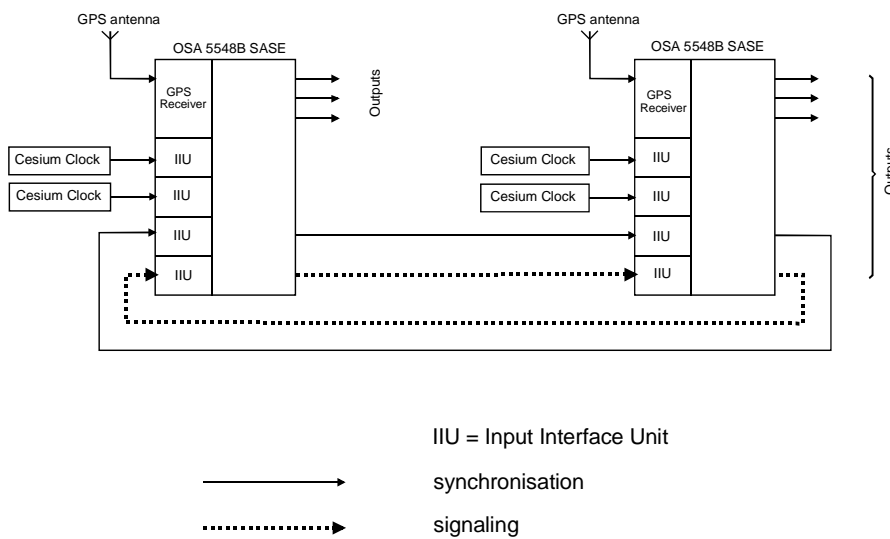 GPS antenna
OSA 5548B SASE
GPS
Receiver
Outputs
Cesium Clock
IIU
Cesium Clock
IIU
IIU
IIU
GPS antenna
OSA 5548B SASE
GPS
Receiver
Outputs
Cesium Clock
IIU
Cesium Clock
IIU
IIU
IIU
IIU = Input Interface Unit
synchronisation
signaling